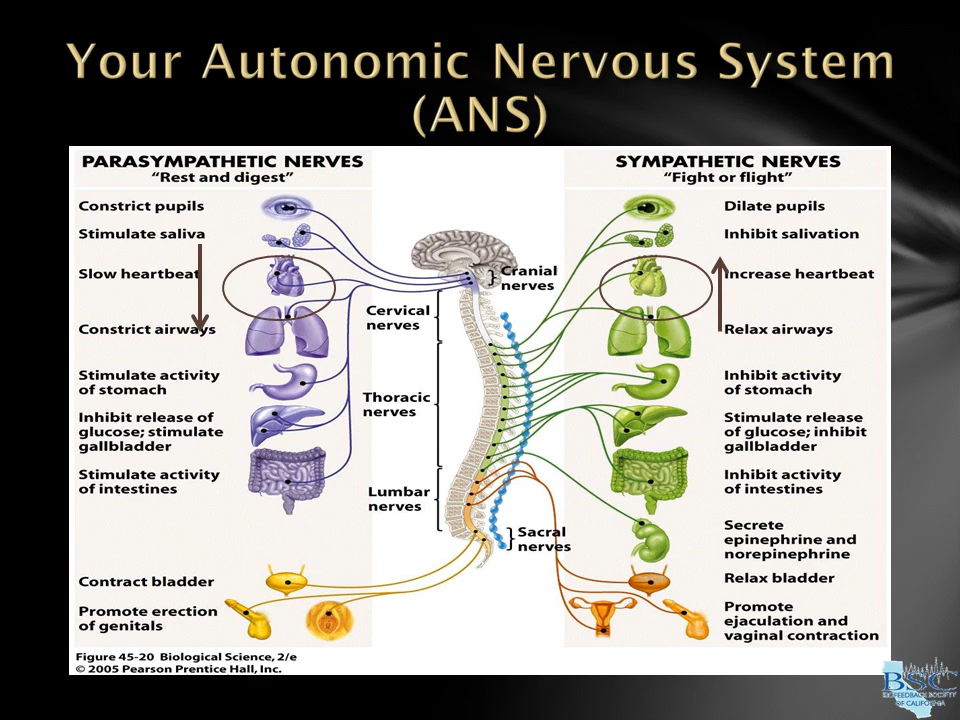 Your Autonomic Nervous System
(ANS)
PARASYMPATHETIC NERVES
“Rest and digest”
Constrict pupils
Stimulate saliva
Slow heartbeat
Constrict airways
Stimulate activity
of stomach
Inhibit release of
glucose; stimulate
gallbladder
Stimulate activity
of intestines
Contract bladder
Promote erection
of genitals
Cranial
nerves
Cervical
nerves
Thoracic
nerves
Lumbar
nerves
Sacral
nerves
SYMPATHETIC NERVES
“Fight or flight”
Dilate pupils
Inhibit salivation
Increase heartbeat
Relax airways
Inhibit activity
of stomach
Stimulate release
of glucose; inhibit
gallbladder
Inhibit activity
of intestines
Secrete
epinephrine and
norepinephrine
Relax bladder
Promote
ejaculation and
vaginal contraction
Figure 45-20 Biological Science, 2/e
© 2005 Pearson Prentice Hall, Inc.
BSC
BIOFEEDBACK SOCIETY
OF CALIFORNIA